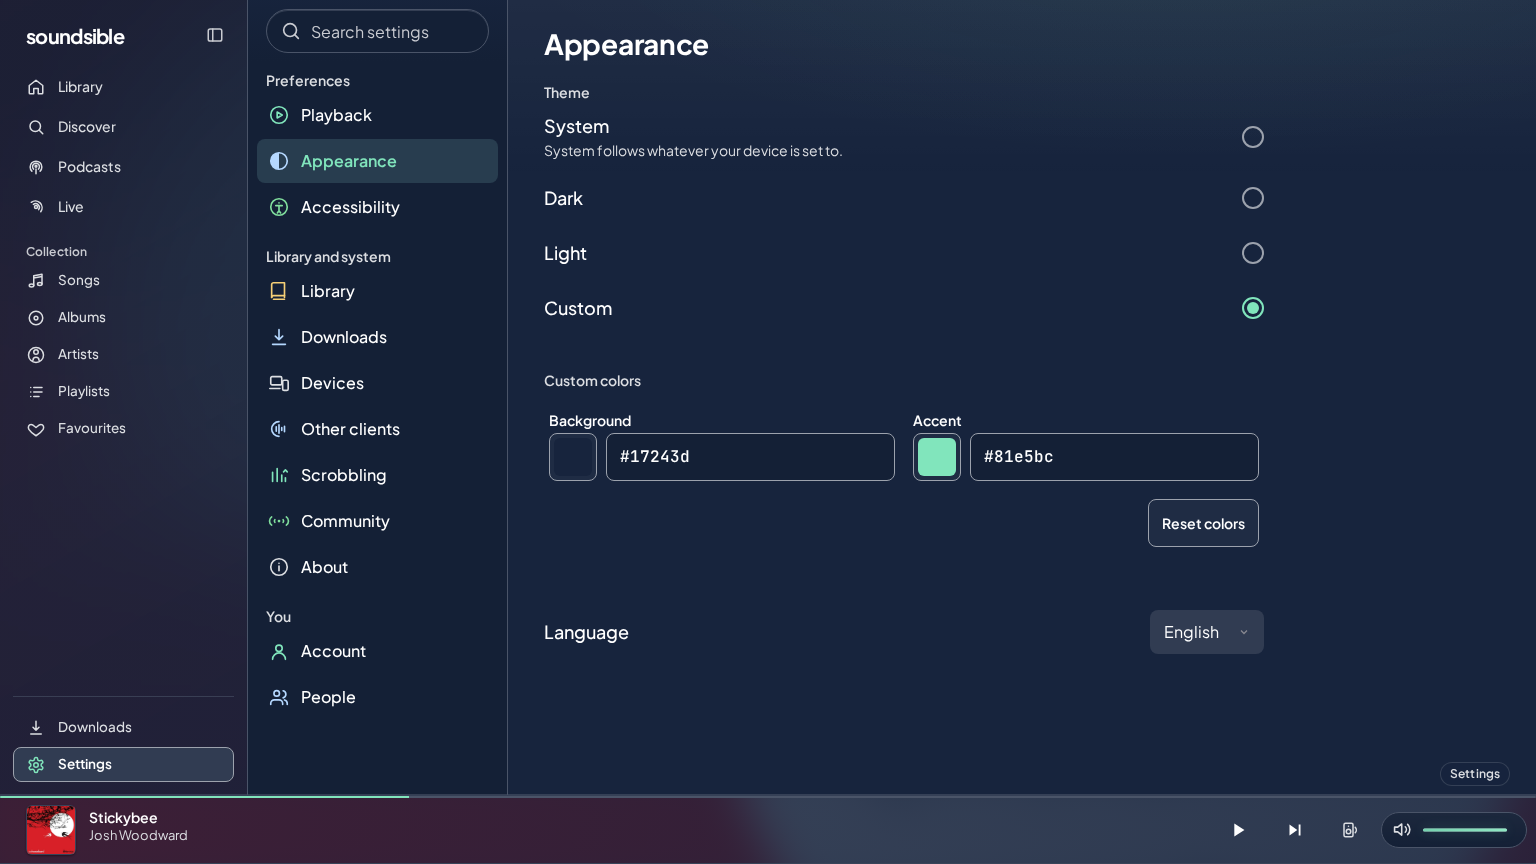 soundsible
Library
Discover
Podcasts
Live
Collection
Songs
Albums
Artists
Playlists
Favourites
Downloads
Settings
Search settings
Preferences
Playback
Appearance
Accessibility
Library and system
Library
Downloads
Devices
Other clients
Scrobbling
Community
About
You
Account
People
Appearance
Theme
System
System follows whatever your device is set to.
Dark
Light
Custom
Custom colors
Background
Accent
#17243d
#81e5bc
Reset colors
Language
English
Settings
Stickybee
Josh Woodward